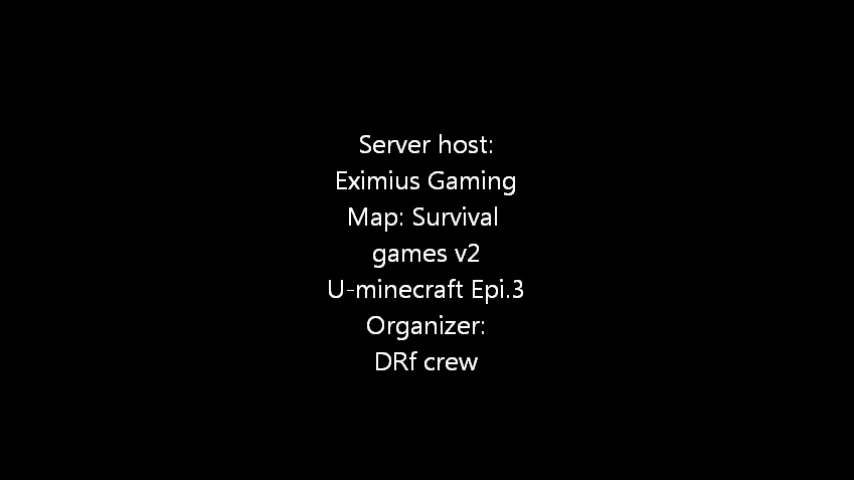 Server host:
Eximius Gaming
Map: Survival
games v2
U-minecraft Epi.3
Organizer:
DRf crew